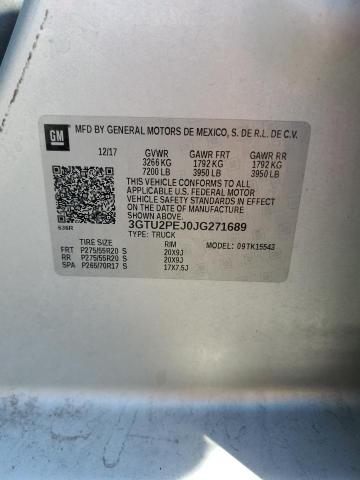 GM
MFD BY GENERAL MOTORS DE MEXICO, S. DE R.L. DE C.V.
12/17 GVWR GAWR FRT GAWR RR
3266 KG 1792 KG 1792 KG
7200 LB 3950 LB 3950 LB
THIS VEHICLE CONFORMS TO ALL
APPLICABLE U.S. FEDERAL MOTOR
VEHICLE SAFETY STANDARDS IN EFFECT
ON THE DATE OF MANUFACTURE SHOWN ABOVE.
3GTU2PEJ0JG271689
TYPE: TRUCK
536R
TIRE SIZE RIM MODEL: 09TK15543
FRT P275/55R20 S 20X9J
RR P275/55R20 S 20X9J
SPA P265/70R17 S 17X7.5J